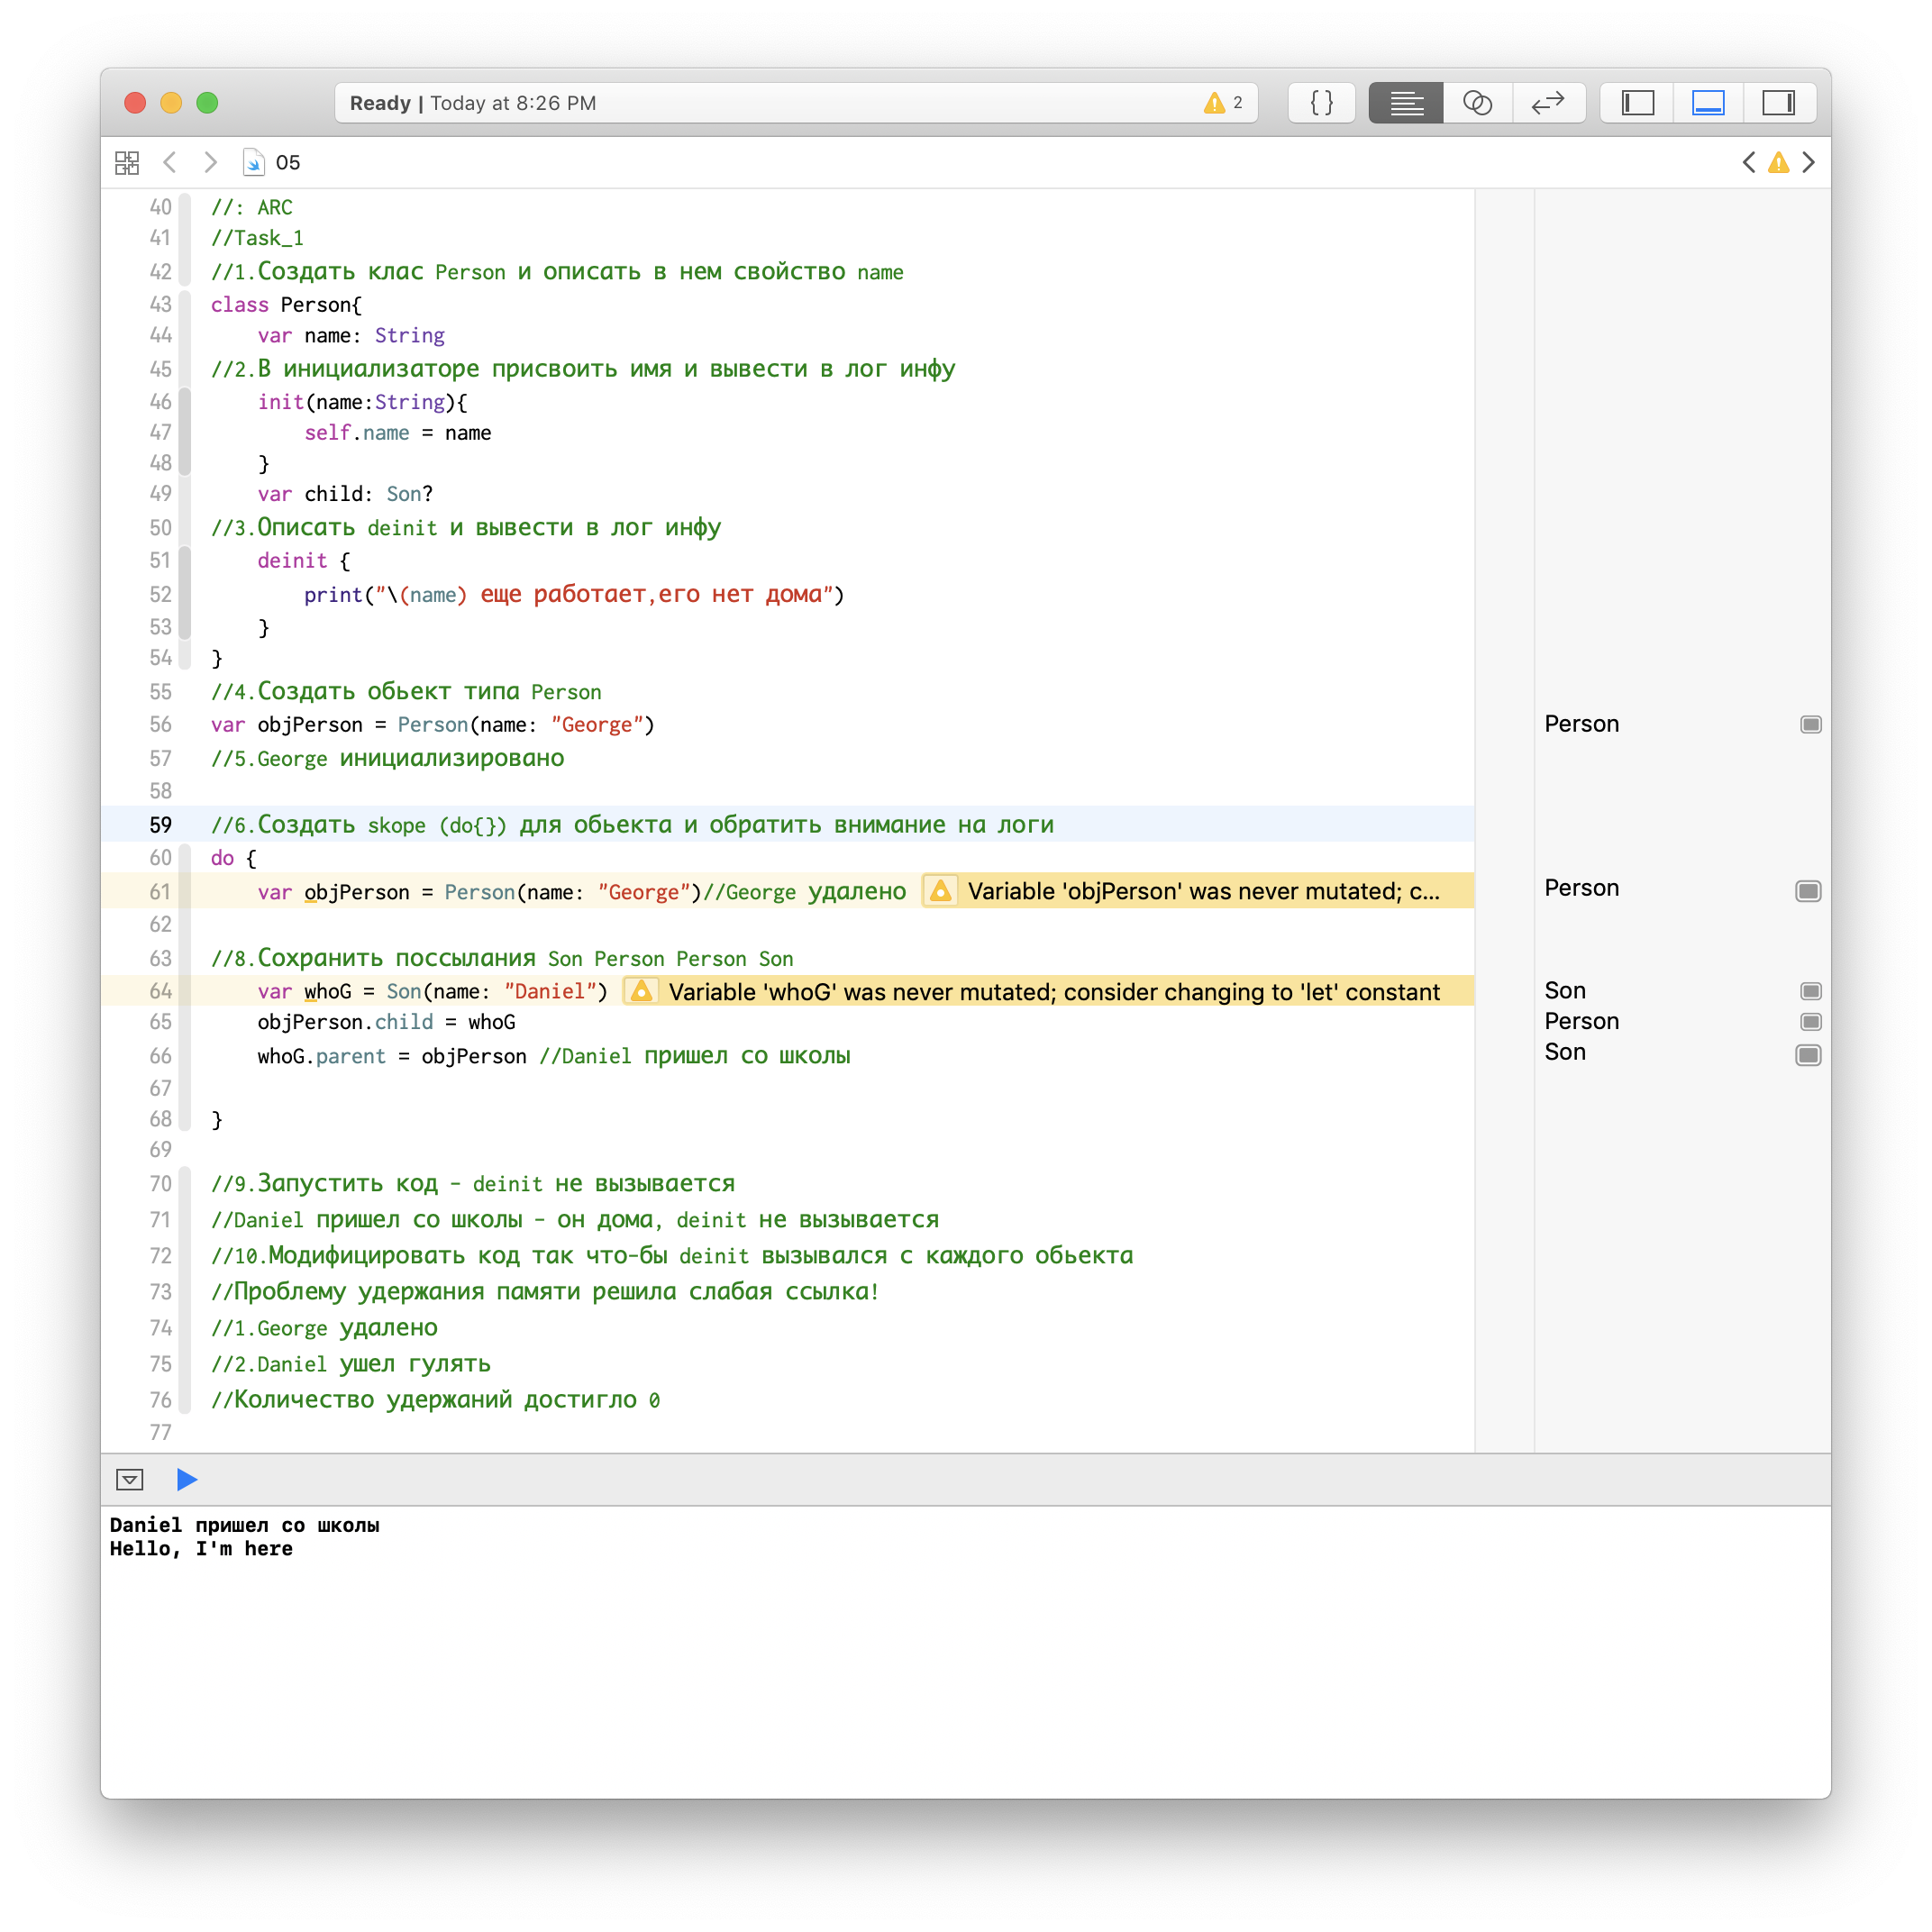 Ready | Today at 8:26 PM
2
{ }
05
40 //: ARC
41 //Task_1
42 //1.Создать клас Person и описать в нем свойство name
43 class Person{
44     var name: String
45 //2.В инициализаторе присвоить имя и вывести в лог инфу
46     init(name:String){
47         self.name = name
48     }
49     var child: Son?
50 //3.Описать deinit и вывести в лог инфу
51     deinit {
52         print("\(name) еще работает,его нет дома")
53     }
54 }
55 //4.Создать обьект типа Person
56 var objPerson = Person(name: "George")
Person
57 //5.George инициализировано
58
59 //6.Создать skope (do{}) для обьекта и обратить внимание на логи
60 do {
61     var objPerson = Person(name: "George")//George удалено
Variable 'objPerson' was never mutated; c...
Person
62
63 //8.Сохранить поссылания Son Person Person Son
64     var whoG = Son(name: "Daniel")
Variable 'whoG' was never mutated; consider changing to 'let' constant
Son
65     objPerson.child = whoG
Person
66     whoG.parent = objPerson //Daniel пришел со школы
Son
67
68 }
69
70 //9.Запустить код - deinit не вызывается
71 //Daniel пришел со школы - он дома, deinit не вызывается
72 //10.Модифицировать код так что-бы deinit вызывался с каждого обьекта
73 //Проблему удержания памяти решила слабая ссылка!
74 //1.George удалено
75 //2.Daniel ушел гулять
76 //Количество удержаний достигло 0
77
Daniel пришел со школы
Hello, I'm here